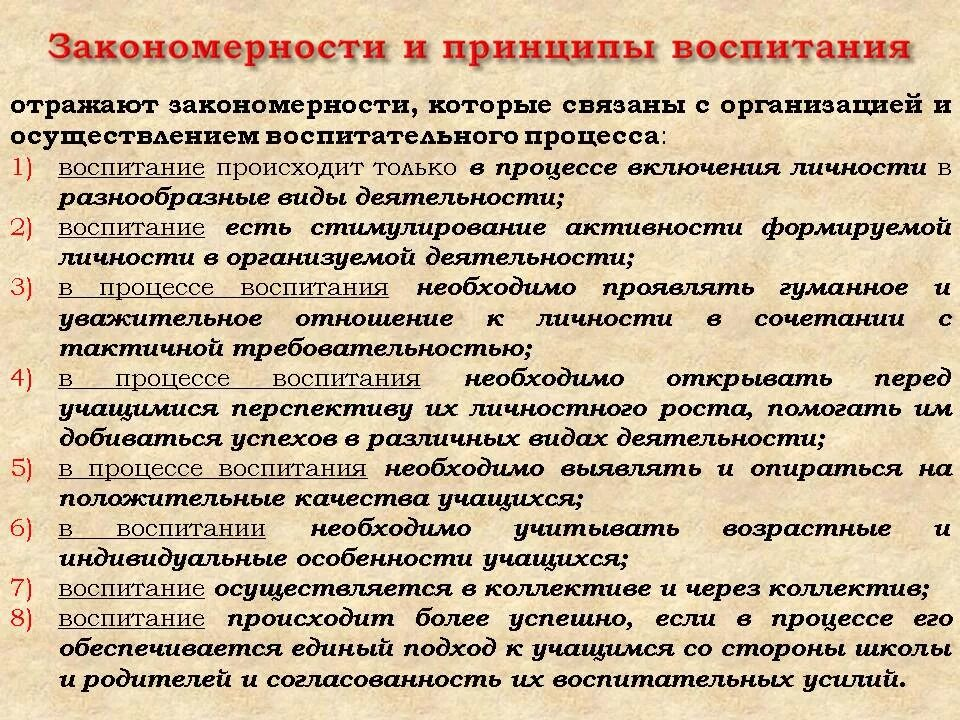 Закономерности и принципы воспитания
отражают закономерности, которые связаны с организацией и
осуществлением воспитательного процесса:
1) воспитание происходит только в процессе включения личности в
разнообразные виды деятельности;
2) воспитание есть стимулирование активности формируемой
личности в организуемой деятельности;
3) в процессе воспитания необходимо проявлять гуманное и
уважительное отношение к личности в сочетании с
тактичной требовательностью;
4) в процессе воспитания необходимо открывать перед
учащимися перспективу их личностного роста, помогать им
добиваться успехов в различных видах деятельности;
5) в процессе воспитания необходимо выявлять и опираться на
положительные качества учащихся;
6) в воспитании необходимо учитывать возрастные и
индивидуальные особенности учащихся;
7) воспитание осуществляется в коллективе и через коллектив;
8) воспитание происходит более успешно, если в процессе его
обеспечивается единый подход к учащимся со стороны школы
и родителей и согласованность их воспитательных усилий.